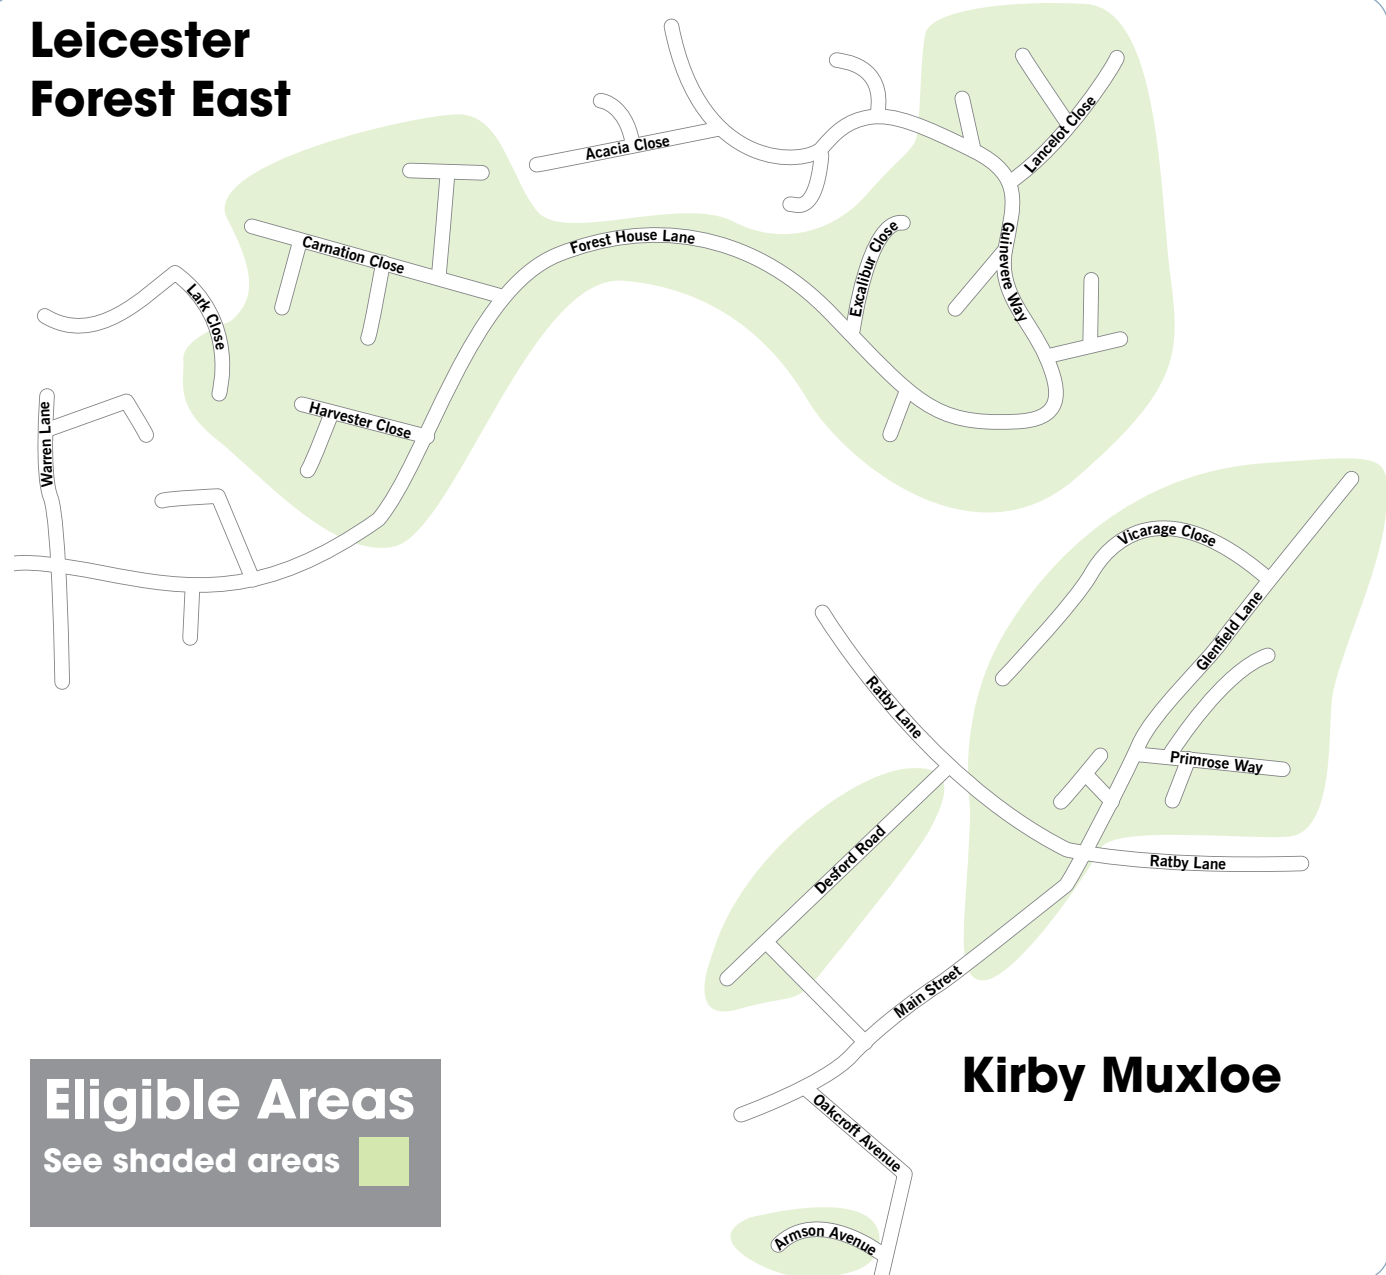 Leicester
Forest East
Acacia Close
Lancelot Close
Carnation Close
Forest House Lane
Excalibur Close
Guinevere Way
Lark Close
Harvester Close
Warren Lane
Vicarage Close
Glenfield Lane
Ratby Lane
Primrose Way
Desford Road
Ratby Lane
Main Street
Kirby Muxloe
Eligible Areas
See shaded areas
Oakcroft Avenue
Armson Avenue